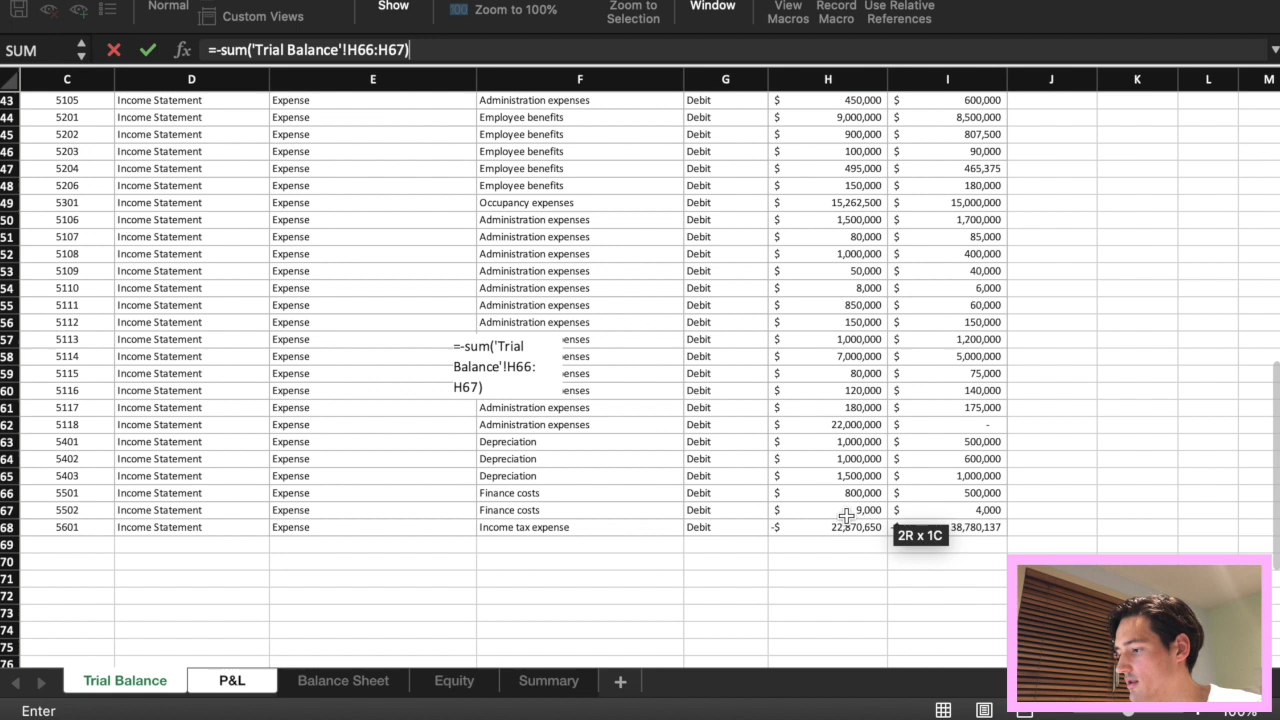 Normal Show Zoom to View Record Use Relative
Custom Views Zoom to 100% Selection Window Macros Macro References
SUM fx =-sum('Trial Balance'!H66:H67)
C D E F G H I J K L M
43 5105 Income Statement Expense Administration expenses Debit $ 450,000 $ 600,000
44 5201 Income Statement Expense Employee benefits Debit $ 9,000,000 $ 8,500,000
45 5202 Income Statement Expense Employee benefits Debit $ 900,000 $ 807,500
46 5203 Income Statement Expense Employee benefits Debit $ 100,000 $ 90,000
47 5204 Income Statement Expense Employee benefits Debit $ 495,000 $ 465,375
48 5206 Income Statement Expense Employee benefits Debit $ 150,000 $ 180,000
49 5301 Income Statement Expense Occupancy expenses Debit $ 15,262,500 $ 15,000,000
50 5106 Income Statement Expense Administration expenses Debit $ 1,500,000 $ 1,700,000
51 5107 Income Statement Expense Administration expenses Debit $ 80,000 $ 85,000
52 5108 Income Statement Expense Administration expenses Debit $ 1,000,000 $ 400,000
53 5109 Income Statement Expense Administration expenses Debit $ 50,000 $ 40,000
54 5110 Income Statement Expense Administration expenses Debit $ 8,000 $ 6,000
55 5111 Income Statement Expense Administration expenses Debit $ 850,000 $ 60,000
56 5112 Income Statement Expense Administration expenses Debit $ 150,000 $ 150,000
57 5113 Income Statement Expense enses Debit $ 1,000,000 $ 1,200,000
=-sum('Trial
58 5114 Income Statement Expense enses Debit $ 7,000,000 $ 5,000,000
Balance'!H66:
59 5115 Income Statement Expense enses Debit $ 80,000 $ 75,000
H67)
60 5116 Income Statement Expense enses Debit $ 120,000 $ 140,000
61 5117 Income Statement Expense Administration expenses Debit $ 180,000 $ 175,000
62 5118 Income Statement Expense Administration expenses Debit $ 22,000,000 $ -
63 5401 Income Statement Expense Depreciation Debit $ 1,000,000 $ 500,000
64 5402 Income Statement Expense Depreciation Debit $ 1,000,000 $ 600,000
65 5403 Income Statement Expense Depreciation Debit $ 1,500,000 $ 1,000,000
66 5501 Income Statement Expense Finance costs Debit $ 800,000 $ 500,000
67 5502 Income Statement Expense Finance costs Debit $ 9,000 $ 4,000
68 5601 Income Statement Expense Income tax expense Debit -$ 22,870,650 38,780,137
2R x 1C
69
70
71
72
73
74
75
76
Trial Balance P&L Balance Sheet Equity Summary +
Enter 100%